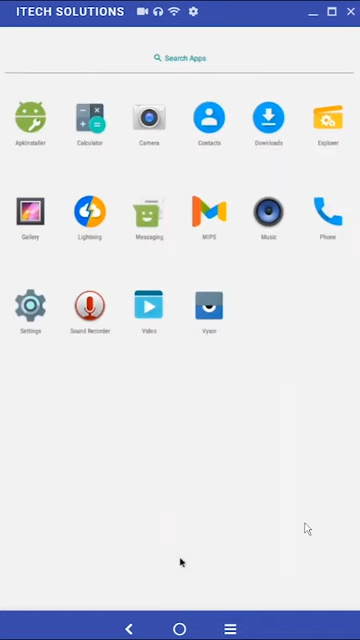 ITECH SOLUTIONS
Search Apps
ApkInstaller Calculator Camera Contacts Downloads Explorer
Gallery Lightning Messaging MIPS Music Phone
Settings Sound Recorder Video Vysor